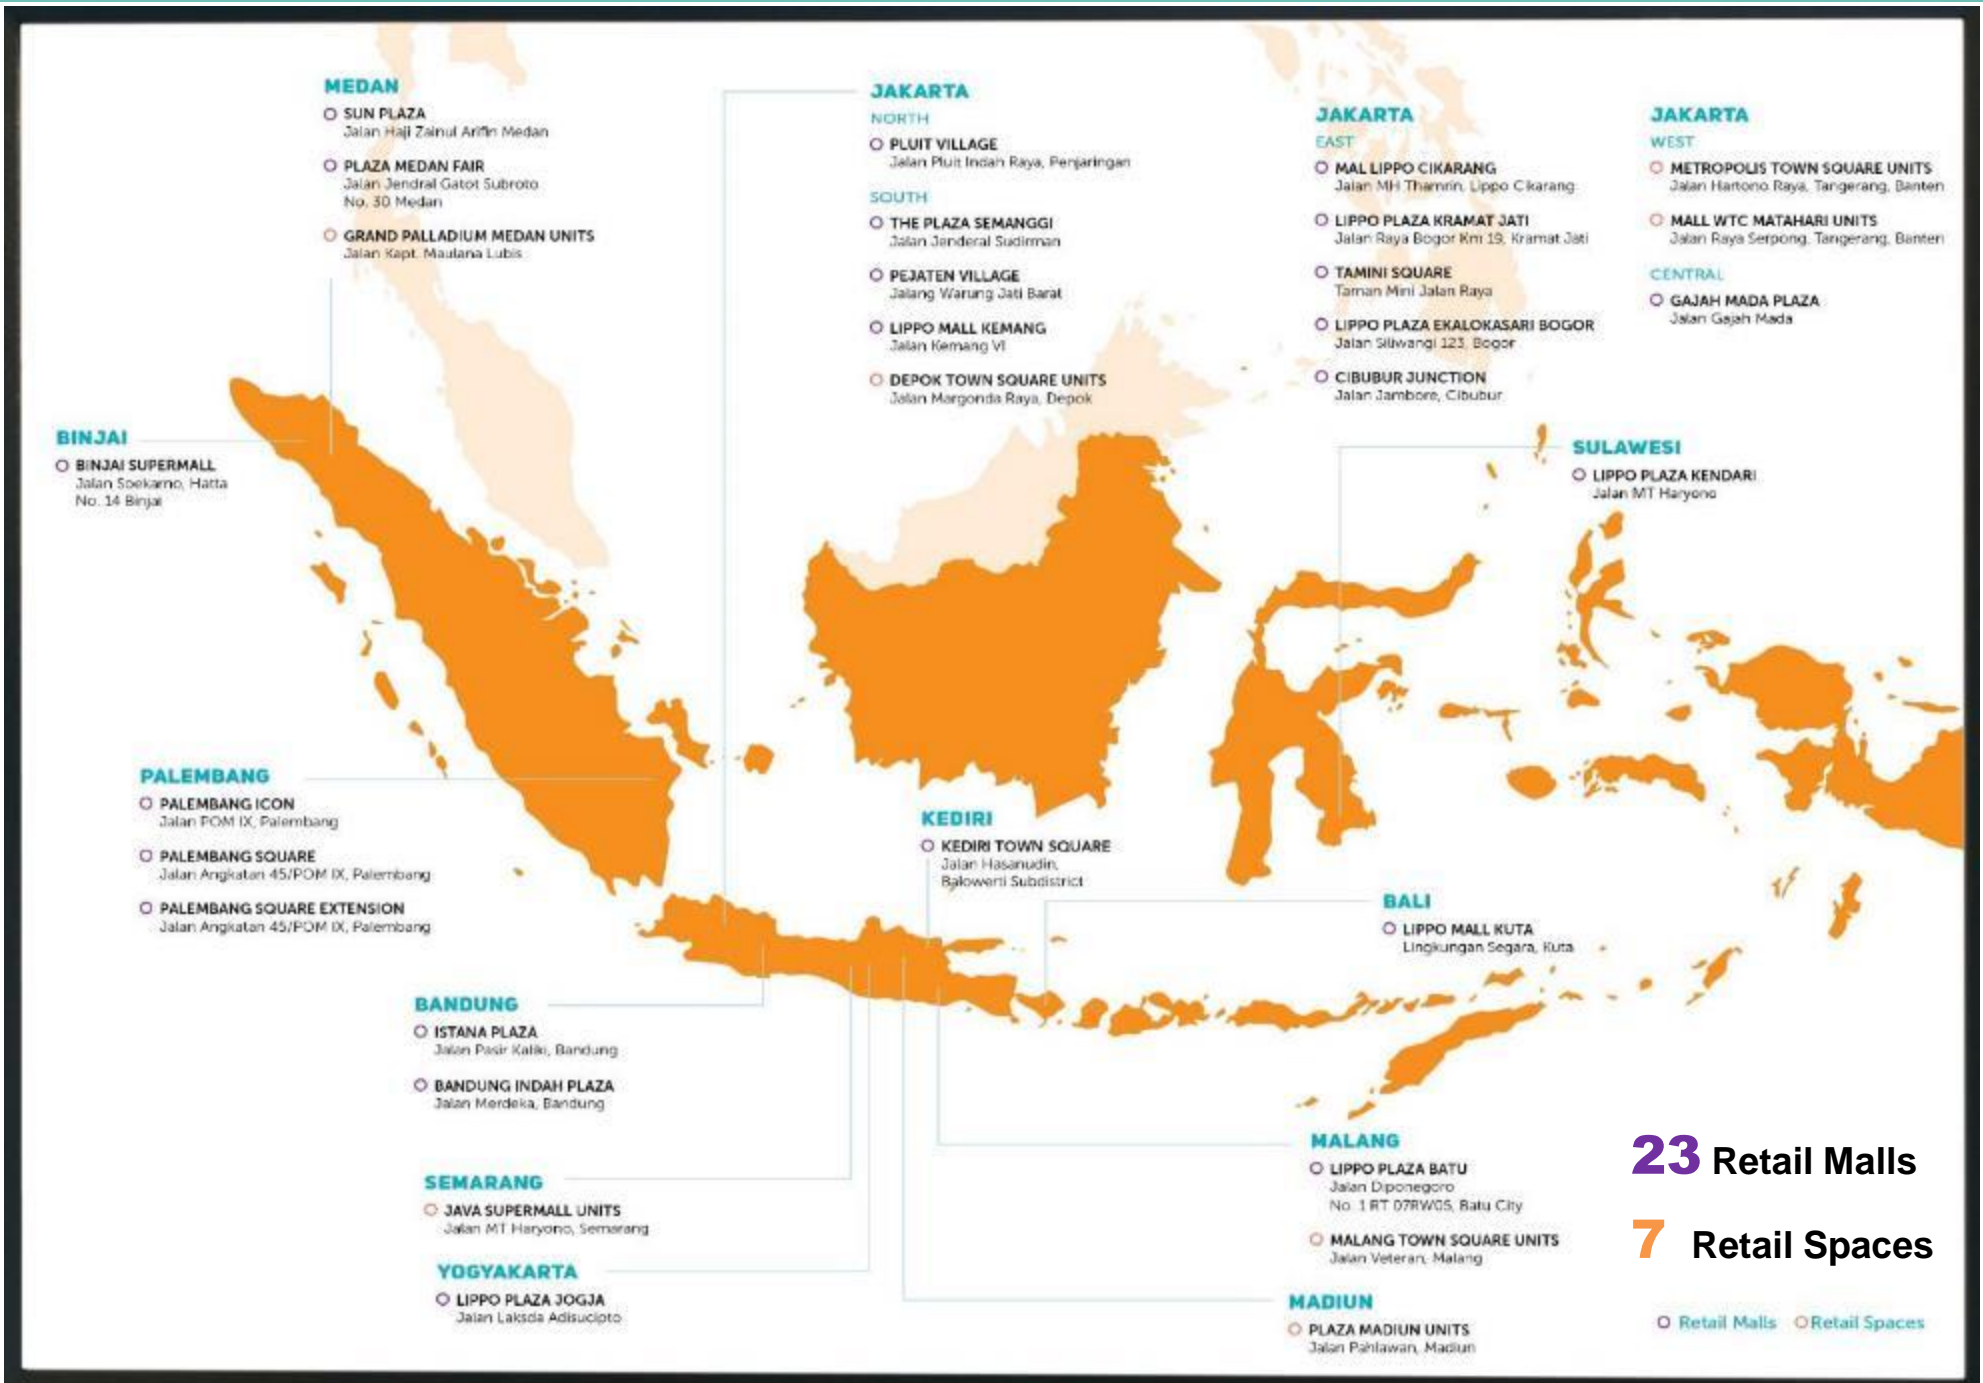 MEDAN
SUN PLAZA
Jalan Haji Zainul Arifin Medan
PLAZA MEDAN FAIR
Jalan Jendral Gatot Subroto
No. 30 Medan
GRAND PALLADIUM MEDAN UNITS
Jalan Kapt. Maulana Lubis
BINJAI
BINJAI SUPERMALL
Jalan Soekarno, Hatta
No. 14 Binjai
PALEMBANG
PALEMBANG ICON
Jalan POM IX, Palembang
PALEMBANG SQUARE
Jalan Angkatan 45/POM IX, Palembang
PALEMBANG SQUARE EXTENSION
Jalan Angkatan 45/POM IX, Palembang
BANDUNG
ISTANA PLAZA
Jalan Pasir Kaliki, Bandung
BANDUNG INDAH PLAZA
Jalan Merdeka, Bandung
SEMARANG
JAVA SUPERMALL UNITS
Jalan MT Haryono, Semarang
YOGYAKARTA
LIPPO PLAZA JOGJA
Jalan Laksda Adisucipto
JAKARTA
NORTH
PLUIT VILLAGE
Jalan Pluit Indah Raya, Penjaringan
SOUTH
THE PLAZA SEMANGGI
Jalan Jenderal Sudirman
PEJATEN VILLAGE
Jalang Warung Jati Barat
LIPPO MALL KEMANG
Jalan Kemang VI
DEPOK TOWN SQUARE UNITS
Jalan Margonda Raya, Depok
JAKARTA
EAST
MAL LIPPO CIKARANG
Jalan MH Thamrin, Lippo Cikarang
LIPPO PLAZA KRAMAT JATI
Jalan Raya Bogor Km 19, Kramat Jati
TAMINI SQUARE
Taman Mini Jalan Raya
LIPPO PLAZA EKALOKASARI BOGOR
Jalan Siliwangi 123, Bogor
CIBUBUR JUNCTION
Jalan Jambore, Cibubur
JAKARTA
WEST
METROPOLIS TOWN SQUARE UNITS
Jalan Hartono Raya, Tangerang, Banten
MALL WTC MATAHARI UNITS
Jalan Raya Serpong, Tangerang, Banten
CENTRAL
GAJAH MADA PLAZA
Jalan Gajah Mada
SULAWESI
LIPPO PLAZA KENDARI
Jalan MT Haryono
KEDIRI
KEDIRI TOWN SQUARE
Jalan Hasanudin,
Balowerti Subdistrict
BALI
LIPPO MALL KUTA
Lingkungan Segara, Kuta
MALANG
LIPPO PLAZA BATU
Jalan Diponegoro
No. 1 RT 07RW05, Batu City
MALANG TOWN SQUARE UNITS
Jalan Veteran, Malang
MADIUN
PLAZA MADIUN UNITS
Jalan Pahlawan, Madiun
23 Retail Malls
7 Retail Spaces
Retail Malls Retail Spaces